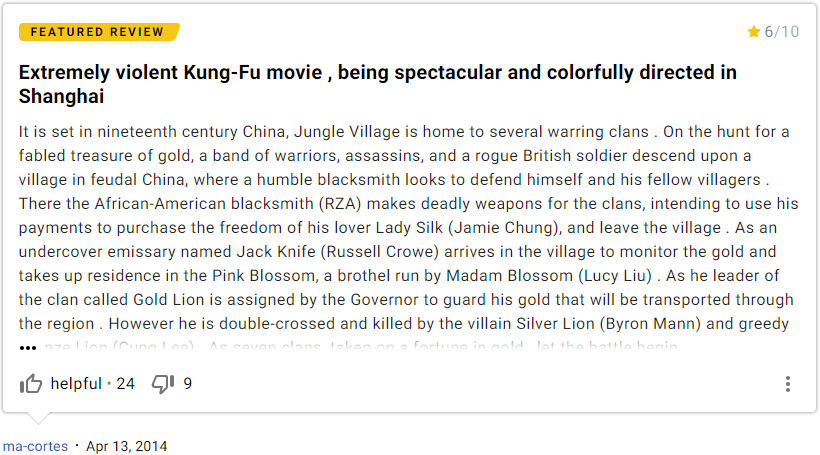 FEATURED REVIEW
6/10
Extremely violent Kung-Fu movie , being spectacular and colorfully directed in
Shanghai
It is set in nineteenth century China, Jungle Village is home to several warring clans . On the hunt for a
fabled treasure of gold, a band of warriors, assassins, and a rogue British soldier descend upon a
village in feudal China, where a humble blacksmith looks to defend himself and his fellow villagers .
There the African-American blacksmith (RZA) makes deadly weapons for the clans, intending to use his
payments to purchase the freedom of his lover Lady Silk (Jamie Chung), and leave the village . As an
undercover emissary named Jack Knife (Russell Crowe) arrives in the village to monitor the gold and
takes up residence in the Pink Blossom, a brothel run by Madam Blossom (Lucy Liu) . As he leader of
the clan called Gold Lion is assigned by the Governor to guard his gold that will be transported through
the region . However he is double-crossed and killed by the villain Silver Lion (Byron Mann) and greedy
••• nze Lion (Cung Lee) . As seven clans, taken on a fortune in gold , let the battle begin
helpful • 24 9
ma-cortes • Apr 13, 2014